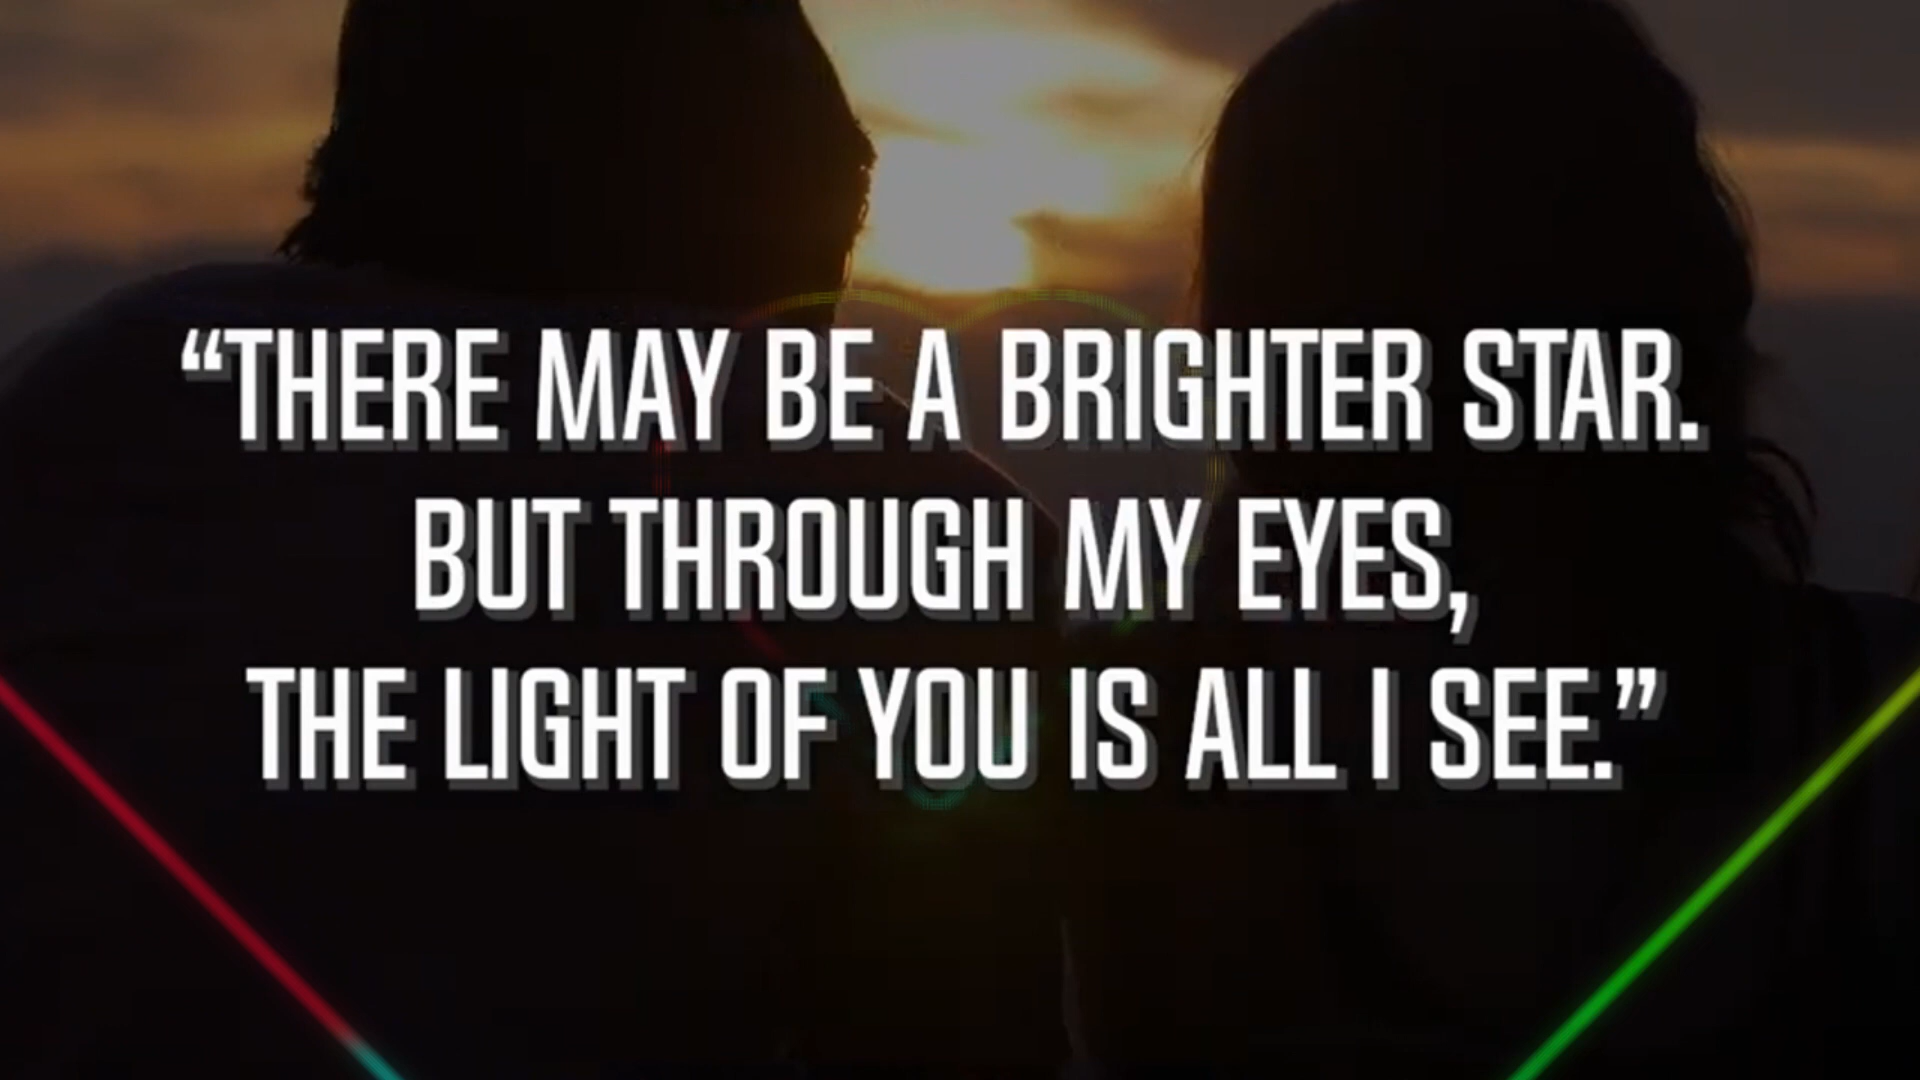 “THERE MAY BE A BRIGHTER STAR.
BUT THROUGH MY EYES,
THE LIGHT OF YOU IS ALL I SEE.”